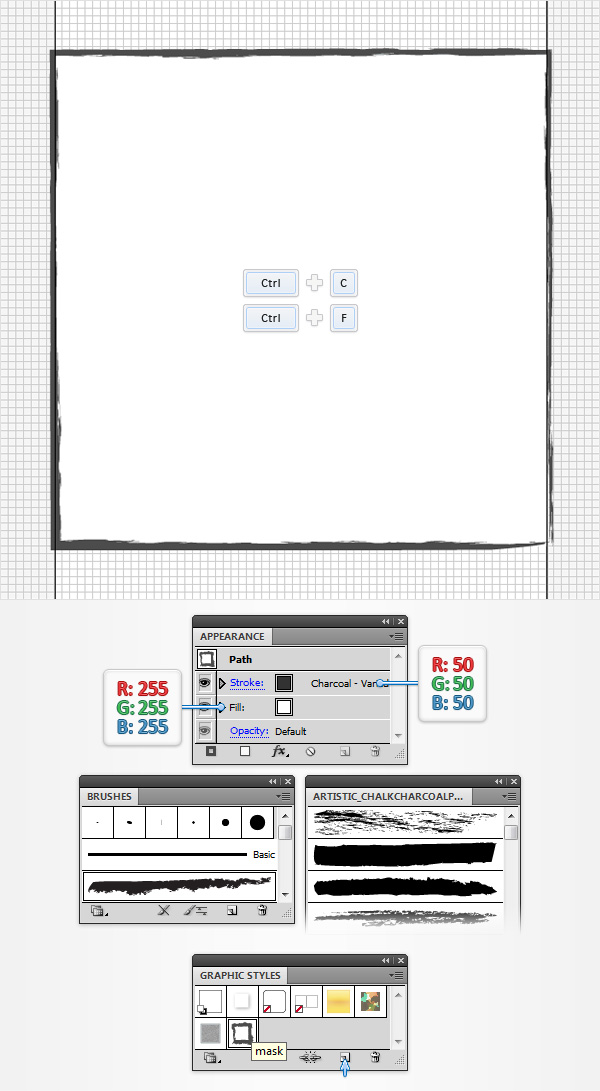 Ctrl C
Ctrl F
APPEARANCE
Path
Stroke: Charcoal - Var
Fill:
Opacity: Default
fx
R: 255
G: 255
B: 255
R: 50
G: 50
B: 50
BRUSHES
Basic
ARTISTIC_CHALKCHARCOALP...
GRAPHIC STYLES
mask